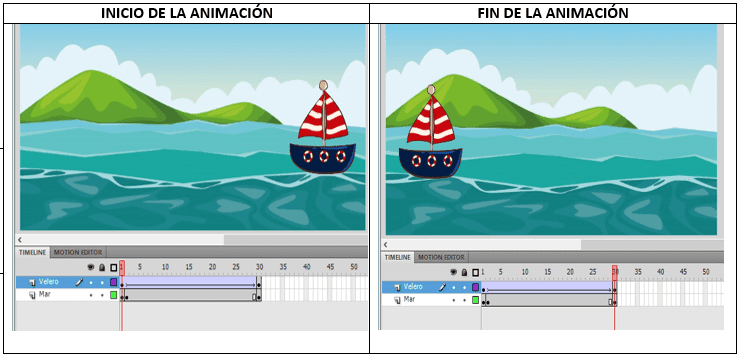 INICIO DE LA ANIMACIÓN
FIN DE LA ANIMACIÓN
TIMELINE MOTION EDITOR
1 5 10 15 20 25 30 35 40 45 50
Velero
Mar
TIMELINE MOTION EDITOR
1 5 10 15 20 25 30 35 40 45 50
Velero
Mar